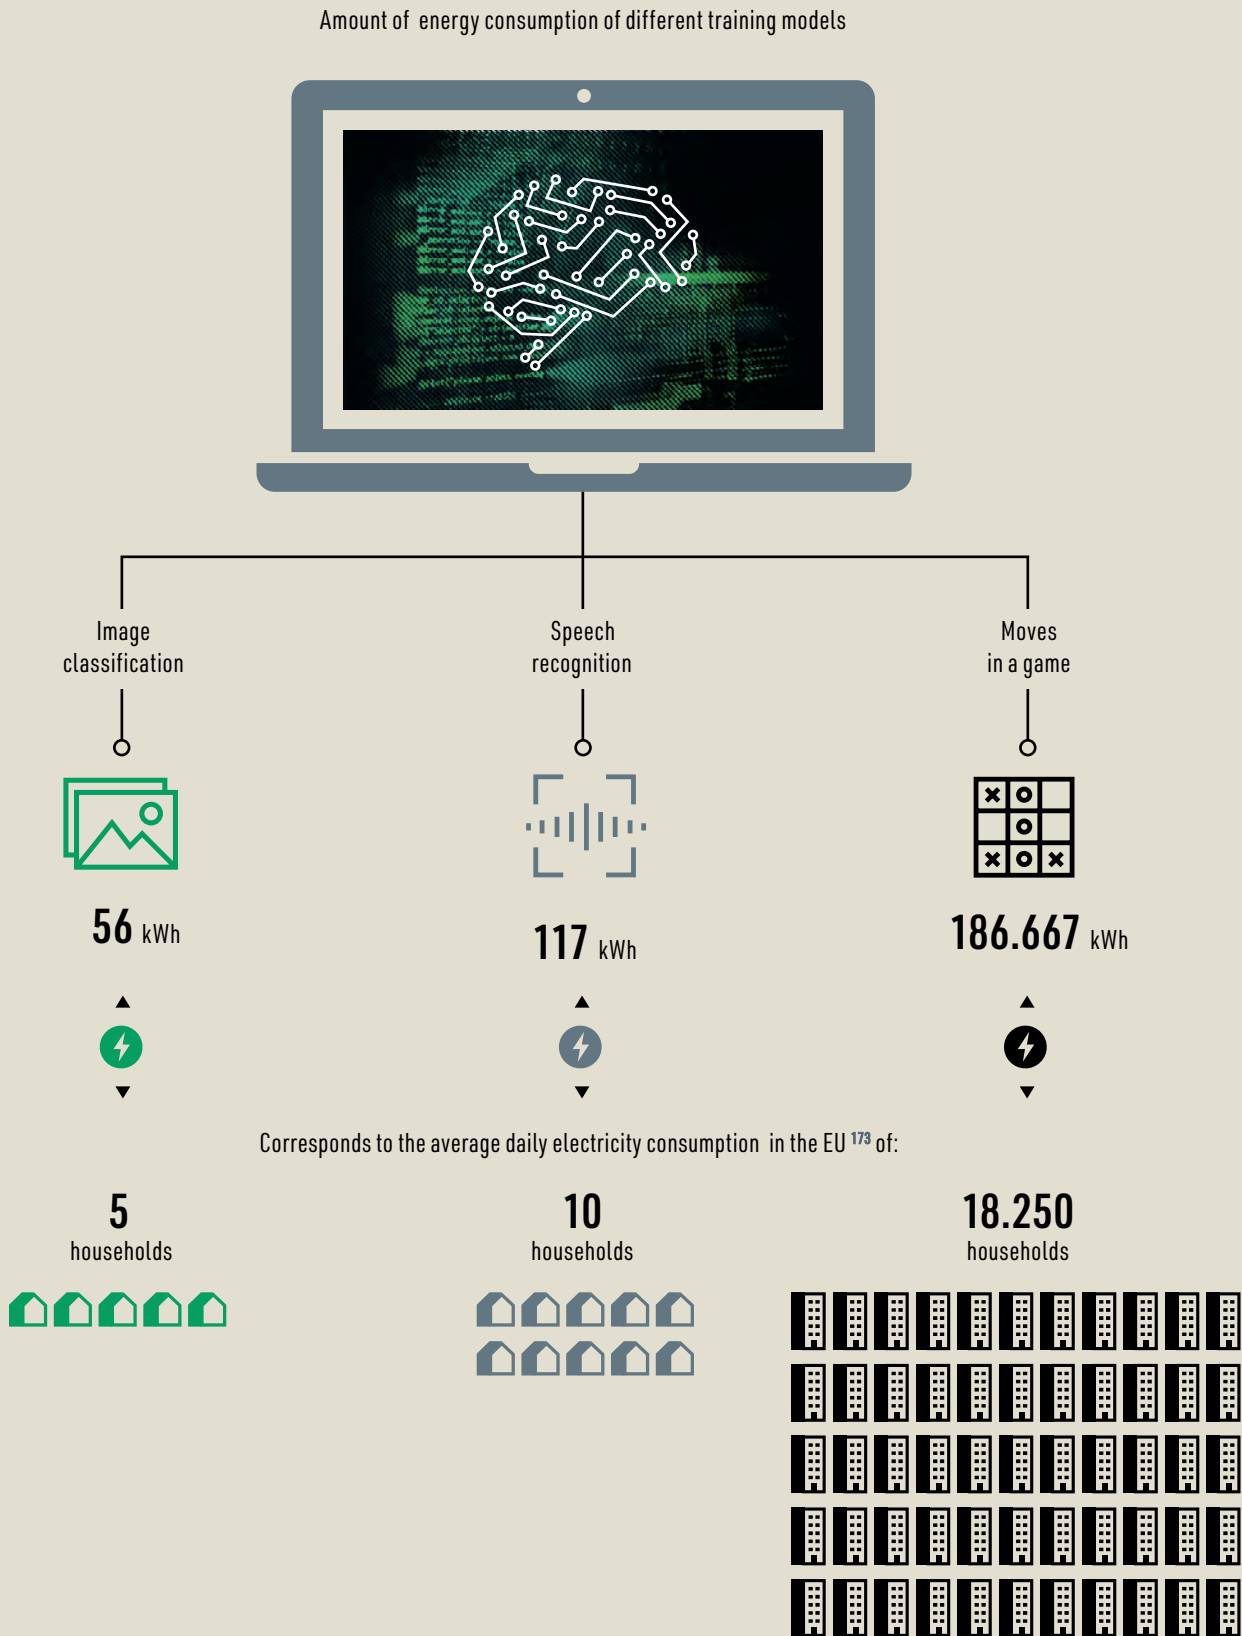 Amount of energy consumption of different training models
Image
classification
Speech
recognition
Moves
in a game
56 kWh
117 kWh
186.667 kWh
Corresponds to the average daily electricity consumption in the EU 173 of:
5
households
10
households
18.250
households